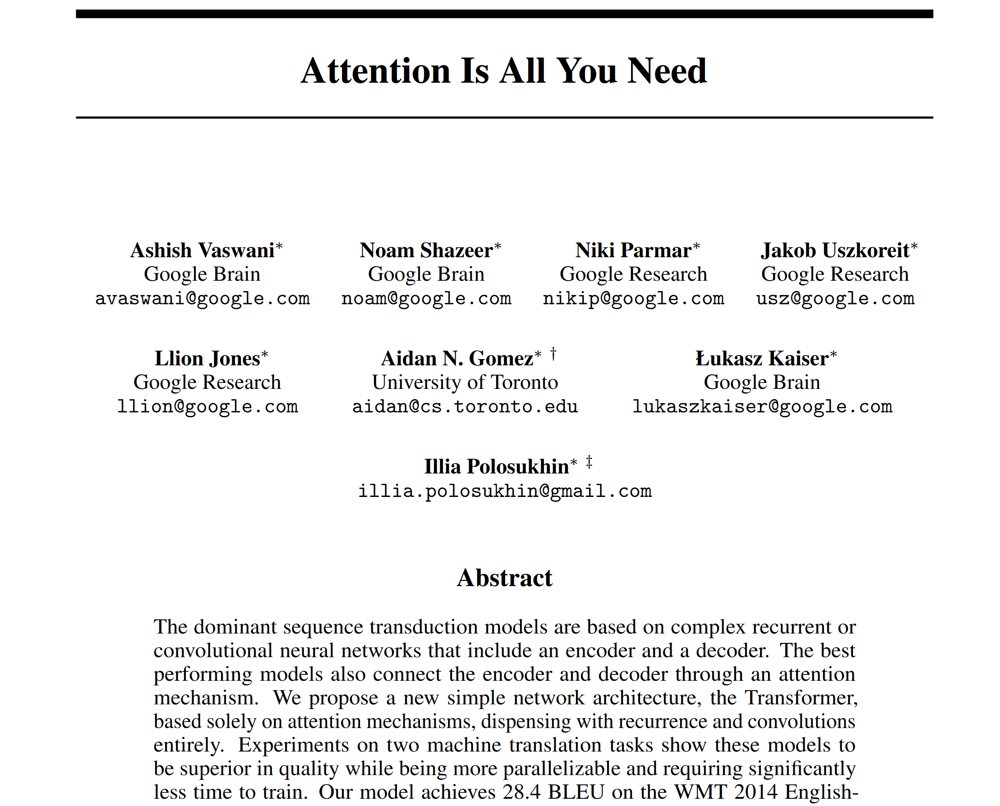 Attention Is All You Need
Ashish Vaswani* Noam Shazeer* Niki Parmar* Jakob Uszkoreit*
Google Brain Google Brain Google Research Google Research
avaswani@google.com noam@google.com nikip@google.com usz@google.com
Llion Jones* Aidan N. Gomez* † Łukasz Kaiser*
Google Research University of Toronto Google Brain
llion@google.com aidan@cs.toronto.edu lukaszkaiser@google.com
Illia Polosukhin* ‡
illia.polosukhin@gmail.com
Abstract
The dominant sequence transduction models are based on complex recurrent or
convolutional neural networks that include an encoder and a decoder. The best
performing models also connect the encoder and decoder through an attention
mechanism. We propose a new simple network architecture, the Transformer,
based solely on attention mechanisms, dispensing with recurrence and convolutions
entirely. Experiments on two machine translation tasks show these models to
be superior in quality while being more parallelizable and requiring significantly
less time to train. Our model achieves 28.4 BLEU on the WMT 2014 English-